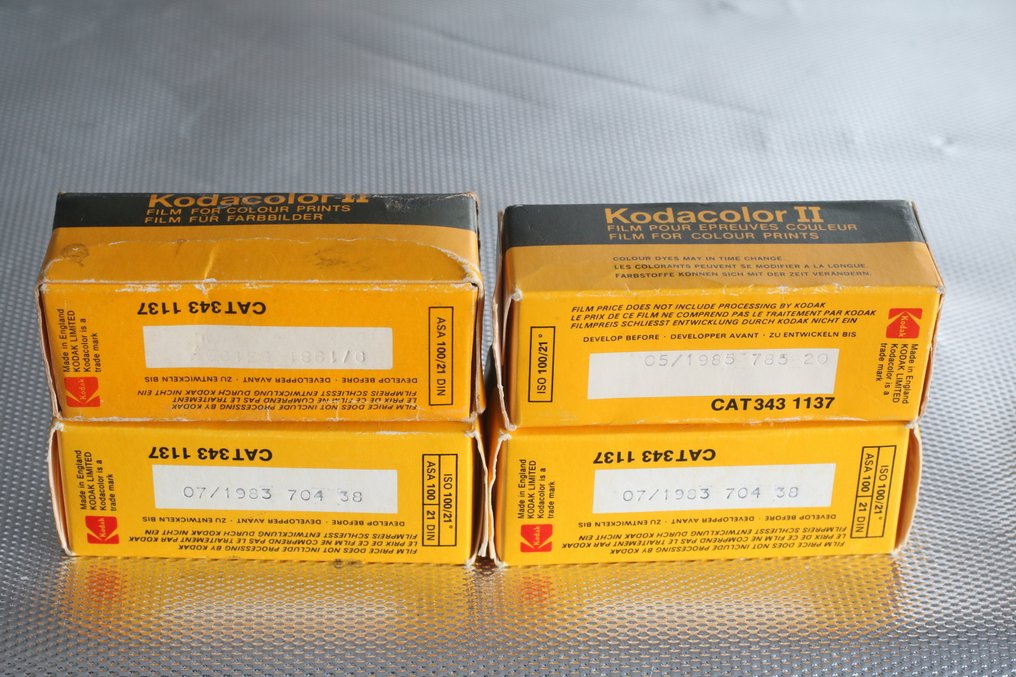 Kodacolor II
FILM FOR COLOUR PRINTS
FILM FÜR FARBBILDER
CAT 343 1137
ASA 100/21 DIN
Made in England
KODAK LIMITED
Kodacolor is a
trade mark
Kodak
DEVELOP BEFORE · DEVELOPPER AVANT · ZU ENTWICKELN BIS
FILM PRICE DOES NOT INCLUDE PROCESSING BY KODAK
LE PRIX DE CE FILM NE COMPREND PAS LE TRAITEMENT
FILMPREIS SCHLIESST ENTWICKLUNG DURCH KODAK NICHT EIN
Kodacolor II
FILM POUR EPREUVES COULEUR
FILM FOR COLOUR PRINTS
COLOUR DYES MAY IN TIME CHANGE.
LES COLORANTS PEUVENT SE MODIFIER A LA LONGUE.
FARBSTOFFE KÖNNEN SICH MIT DER ZEIT VERÄNDERN.
FILM PRICE DOES NOT INCLUDE PROCESSING BY KODAK
LE PRIX DE CE FILM NE COMPREND PAS LE TRAITEMENT PAR KODAK
FILMPREIS SCHLIESST ENTWICKLUNG DURCH KODAK NICHT EIN
DEVELOP BEFORE · DEVELOPPER AVANT · ZU ENTWICKELN BIS
ISO 100/21°
05/1985 783 20
CAT 343 1137
Kodak
Made in England
KODAK LIMITED
Kodacolor is a
trade mark
CAT 343 1137
Made in England
KODAK LIMITED
Kodacolor is a
trade mark
Kodak
07/1983 704 38
ISO 100/21°
ASA 100 21 DIN
DEVELOP BEFORE · DEVELOPPER AVANT · ZU ENTWICKELN BIS
FILMPREIS SCHLIESST ENTWICKLUNG DURCH KODAK NICHT EIN
LE PRIX DE CE FILM NE COMPREND PAS LE TRAITEMENT PAR KODAK
FILM PRICE DOES NOT INCLUDE PROCESSING BY KODAK
CAT 343 1137
Made in England
KODAK LIMITED
Kodacolor is a
trade mark
Kodak
07/1983 704 38
ISO 100/21°
ASA 100 21 DIN
DEVELOP BEFORE · DEVELOPPER AVANT · ZU ENTWICKELN BIS
FILMPREIS SCHLIESST ENTWICKLUNG DURCH KODAK NICHT EIN
LE PRIX DE CE FILM NE COMPREND PAS LE TRAITEMENT PAR KODAK
FILM PRICE DOES NOT INCLUDE PROCESSING BY KODAK